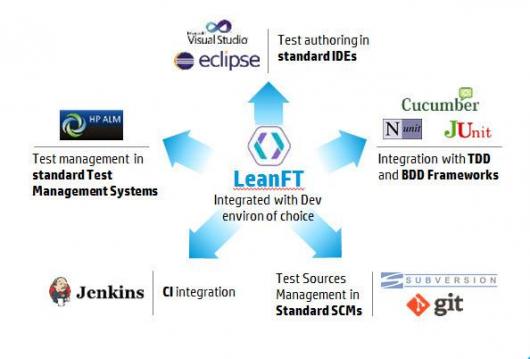 Microsoft
Visual Studio
eclipse
Test authoring in
standard IDEs
HP ALM
Test management in
standard Test
Management Systems
Cucumber
N unit
JUnit
Integration with TDD
and BDD Frameworks
LeanFT
Integrated with Dev
environ of choice
Jenkins
CI integration
Test Sources
Management in
Standard SCMs
SUBVERSION
git